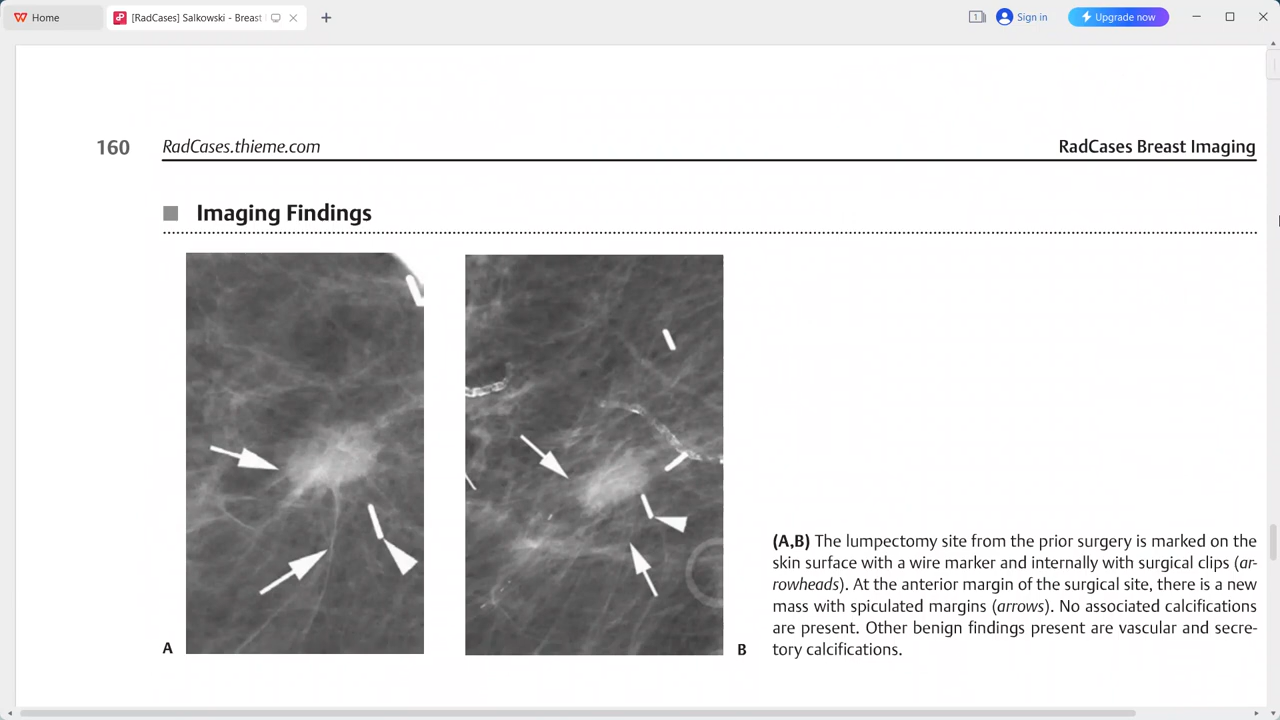 Home
[RadCases] Salkowski - Breast
1
Sign in
Upgrade now
160
RadCases.thieme.com
RadCases Breast Imaging
Imaging Findings
A
B
(A,B) The lumpectomy site from the prior surgery is marked on the
skin surface with a wire marker and internally with surgical clips (ar-
rowheads). At the anterior margin of the surgical site, there is a new
mass with spiculated margins (arrows). No associated calcifications
are present. Other benign findings present are vascular and secre-
tory calcifications.